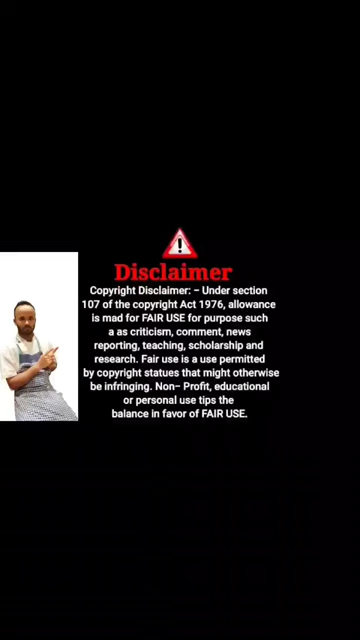 Disclaimer
Copyright Disclaimer: - Under section
107 of the copyright Act 1976, allowance
is mad for FAIR USE for purpose such
a as criticism, comment, news
reporting, teaching, scholarship and
research. Fair use is a use permitted
by copyright statues that might otherwise
be infringing. Non- Profit, educational
or personal use tips the
balance in favor of FAIR USE.